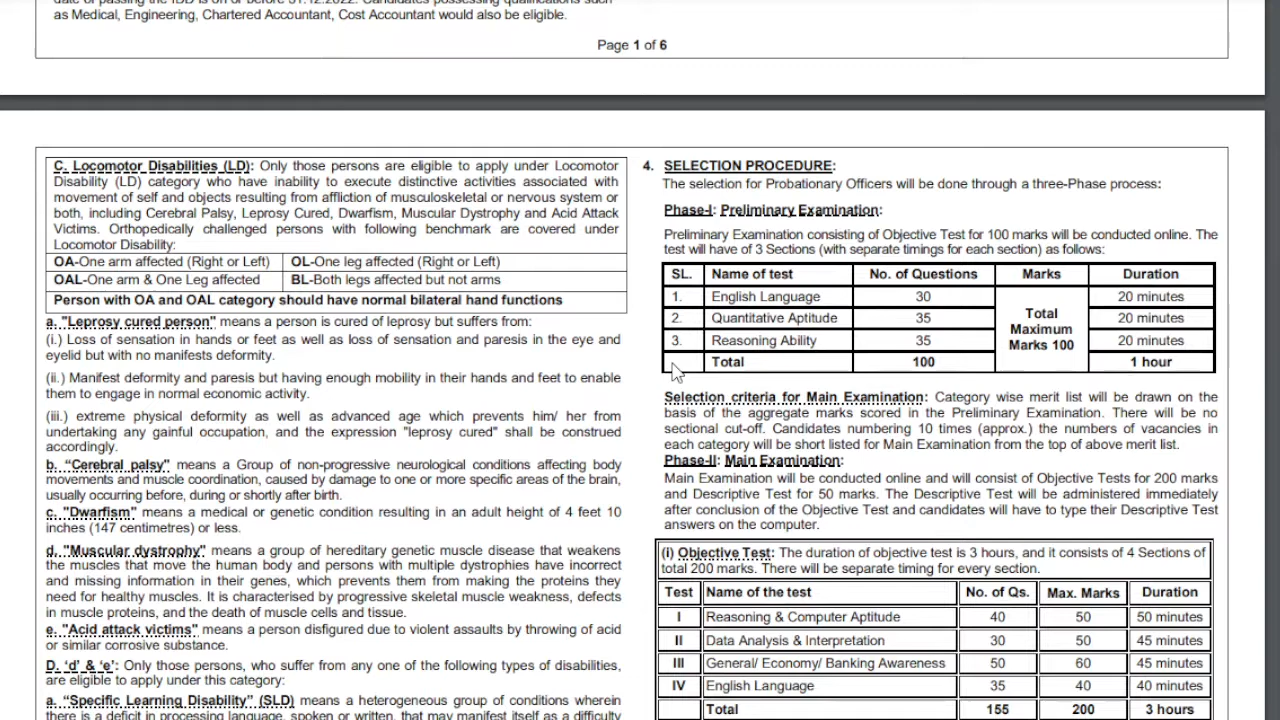 date of passing the IDD is on or before 31.12.2022. Candidates possessing qualifications such
as Medical, Engineering, Chartered Accountant, Cost Accountant would also be eligible.
Page 1 of 6
C. Locomotor Disabilities (LD): Only those persons are eligible to apply under Locomotor
Disability (LD) category who have inability to execute distinctive activities associated with
movement of self and objects resulting from affliction of musculoskeletal or nervous system or
both, including Cerebral Palsy, Leprosy Cured, Dwarfism, Muscular Dystrophy and Acid Attack
Victims. Orthopedically challenged persons with following benchmark are covered under
Locomotor Disability:
OA-One arm affected (Right or Left) OL-One leg affected (Right or Left)
OAL-One arm & One Leg affected BL-Both legs affected but not arms
Person with OA and OAL category should have normal bilateral hand functions
a. "Leprosy cured person" means a person is cured of leprosy but suffers from:
(i.) Loss of sensation in hands or feet as well as loss of sensation and paresis in the eye and
eyelid but with no manifests deformity.
(ii.) Manifest deformity and paresis but having enough mobility in their hands and feet to enable
them to engage in normal economic activity.
(iii.) extreme physical deformity as well as advanced age which prevents him/ her from
undertaking any gainful occupation, and the expression "leprosy cured" shall be construed
accordingly.
b. “Cerebral palsy” means a Group of non-progressive neurological conditions affecting body
movements and muscle coordination, caused by damage to one or more specific areas of the brain,
usually occurring before, during or shortly after birth.
c. "Dwarfism" means a medical or genetic condition resulting in an adult height of 4 feet 10
inches (147 centimetres) or less.
d. "Muscular dystrophy" means a group of hereditary genetic muscle disease that weakens
the muscles that move the human body and persons with multiple dystrophies have incorrect
and missing information in their genes, which prevents them from making the proteins they
need for healthy muscles. It is characterised by progressive skeletal muscle weakness, defects
in muscle proteins, and the death of muscle cells and tissue.
e. "Acid attack victims" means a person disfigured due to violent assaults by throwing of acid
or similar corrosive substance.
D. ‘d’ & ‘e’: Only those persons, who suffer from any one of the following types of disabilities,
are eligible to apply under this category:
a. “Specific Learning Disability” (SLD) means a heterogeneous group of conditions wherein
there is a deficit in processing language, spoken or written, that may manifest itself as a difficulty
4. SELECTION PROCEDURE:
The selection for Probationary Officers will be done through a three-Phase process:
Phase-I: Preliminary Examination:
Preliminary Examination consisting of Objective Test for 100 marks will be conducted online. The
test will have of 3 Sections (with separate timings for each section) as follows:
SL. Name of test No. of Questions Marks Duration
1. English Language 30 20 minutes
2. Quantitative Aptitude 35 20 minutes
3. Reasoning Ability 35 20 minutes
Total Maximum Marks 100
Total 100 1 hour
Selection criteria for Main Examination: Category wise merit list will be drawn on the
basis of the aggregate marks scored in the Preliminary Examination. There will be no
sectional cut-off. Candidates numbering 10 times (approx.) the numbers of vacancies in
each category will be short listed for Main Examination from the top of above merit list.
Phase-II: Main Examination:
Main Examination will be conducted online and will consist of Objective Tests for 200 marks
and Descriptive Test for 50 marks. The Descriptive Test will be administered immediately
after conclusion of the Objective Test and candidates will have to type their Descriptive Test
answers on the computer.
(i) Objective Test: The duration of objective test is 3 hours, and it consists of 4 Sections of
total 200 marks. There will be separate timing for every section.
Test Name of the test No. of Qs. Max. Marks Duration
I Reasoning & Computer Aptitude 40 50 50 minutes
II Data Analysis & Interpretation 30 50 45 minutes
III General/ Economy/ Banking Awareness 50 60 45 minutes
IV English Language 35 40 40 minutes
Total 155 200 3 hours